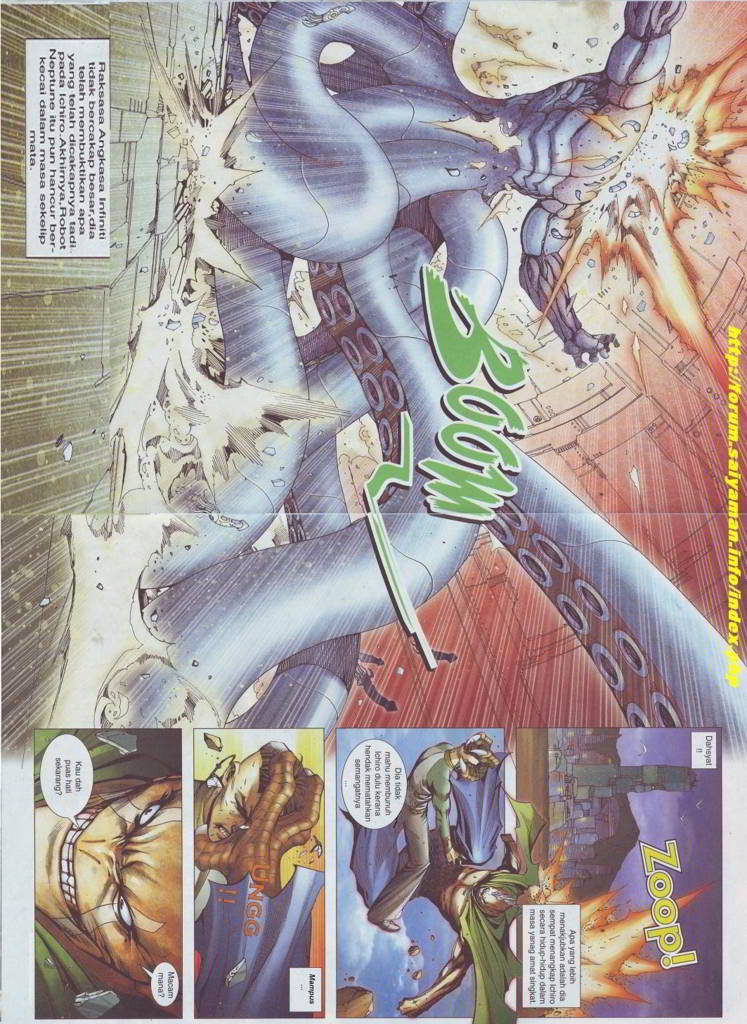 http://forum.saiyaman.info/index.php
BOOM
Raksasa Angkasa Infiniti
tidak bercakap besar,dia
telah membuktikan apa
yang telah dicakapnya tadi
pada Ichiro.Akhirnya,Robot
Neptune itu pun hancur ber-
kecai dalam masa sekelip
mata
Dahsyat
!!
Zoop!
Apa yang lebih
menakjubkan adalah dia
sempat menangkap Ichiro
secara hidup-hidup dalam
masa yanag amat singkat.
Dia tidak
mahu membunuh
Ichiro dulu kerana
hendak mematahkan
semangatnya
...
UNGG
!!
Mampus
...
Kau dah
puas hati
sekarang?
Macam
mana?